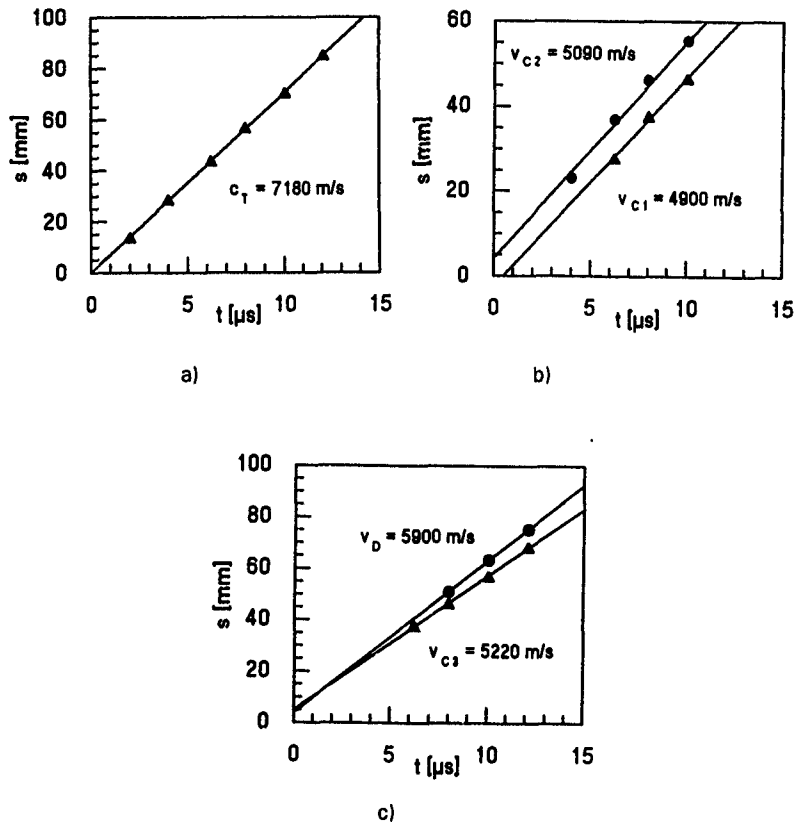 100
80
60
40
20
0
s [mm]
c_T = 7180 m/s
0 5 10 15
t [µs]
a)
60
40
20
0
s [mm]
v_C2 = 5090 m/s
v_C1 = 4900 m/s
0 5 10 15
t [µs]
b)
100
80
60
40
20
0
s [mm]
v_D = 5900 m/s
v_C3 = 5220 m/s
0 5 10 15
t [µs]
c)